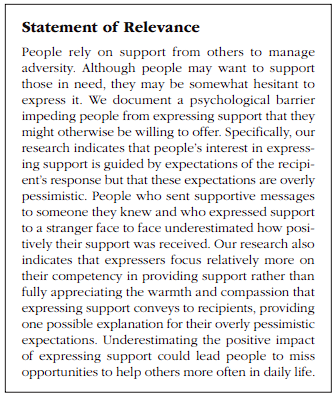 Statement of Relevance
People rely on support from others to manage
adversity. Although people may want to support
those in need, they may be somewhat hesitant to
express it. We document a psychological barrier
impeding people from expressing support that they
might otherwise be willing to offer. Specifically, our
research indicates that people's interest in express-
ing support is guided by expectations of the recipi-
ent's response but that these expectations are overly
pessimistic. People who sent supportive messages
to someone they knew and who expressed support
to a stranger face to face underestimated how posi-
tively their support was received. Our research also
indicates that expressers focus relatively more on
their competency in providing support rather than
fully appreciating the warmth and compassion that
expressing support conveys to recipients, providing
one possible explanation for their overly pessimistic
expectations. Underestimating the positive impact
of expressing support could lead people to miss
opportunities to help others more often in daily life.